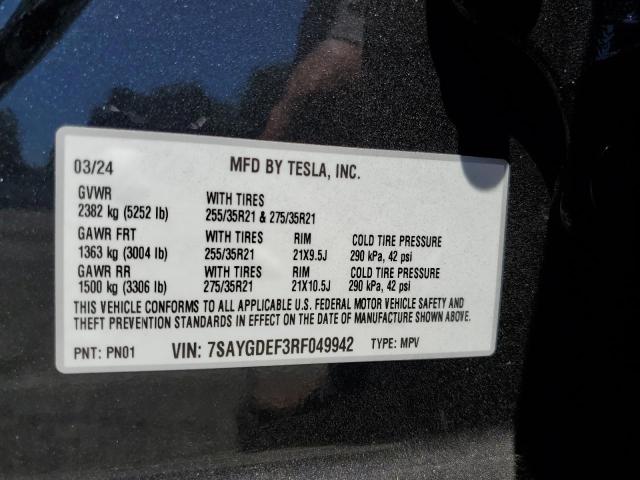 03/24 MFD BY TESLA, INC.
GVWR WITH TIRES
2382 kg (5252 lb) 255/35R21 & 275/35R21
GAWR FRT WITH TIRES RIM COLD TIRE PRESSURE
1363 kg (3004 lb) 255/35R21 21X9.5J 290 kPa, 42 psi
GAWR RR WITH TIRES RIM COLD TIRE PRESSURE
1500 kg (3306 lb) 275/35R21 21X10.5J 290 kPa, 42 psi
THIS VEHICLE CONFORMS TO ALL APPLICABLE U.S. FEDERAL MOTOR VEHICLE SAFETY AND
THEFT PREVENTION STANDARDS IN EFFECT ON THE DATE OF MANUFACTURE SHOWN ABOVE.
PNT: PN01 VIN: 7SAYGDEF3RF049942 TYPE: MPV